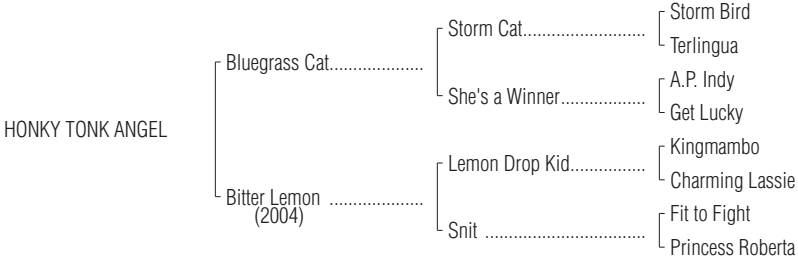 Storm Bird
Storm Cat..........................
Terlingua
Bluegrass Cat....................
A.P. Indy
She's a Winner..................
Get Lucky
HONKY TONK ANGEL
Kingmambo
Lemon Drop Kid................
Charming Lassie
Bitter Lemon ....................
(2004)
Fit to Fight
Snit ..................................
Princess Roberta